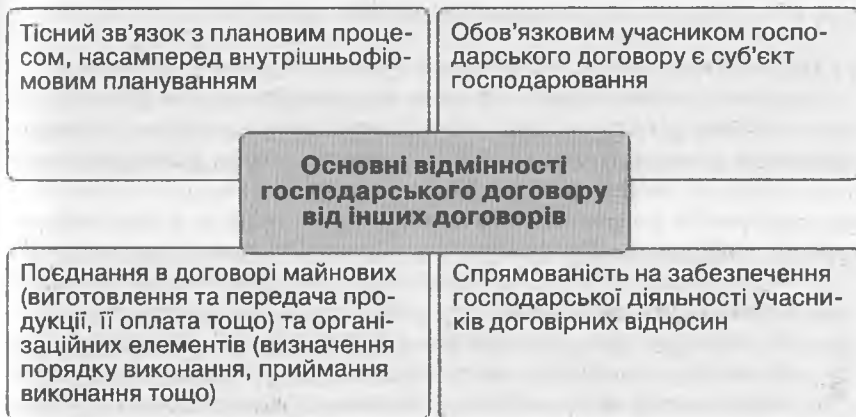 Тісний зв’язок з плановим проце-
сом, насамперед внутрішньофір-
мовим плануванням
Обов’язковим учасником госпо-
дарського договору є суб’єкт
господарювання
Основні відмінності
господарського договору
від інших договорів
Поєднання в договорі майнових
(виготовлення та передача про-
дукції, її оплата тощо) та органі-
заційних елементів (визначення
порядку виконання, приймання
виконання тощо)
Спрямованість на забезпечення
господарської діяльності учасни-
ків договірних відносин